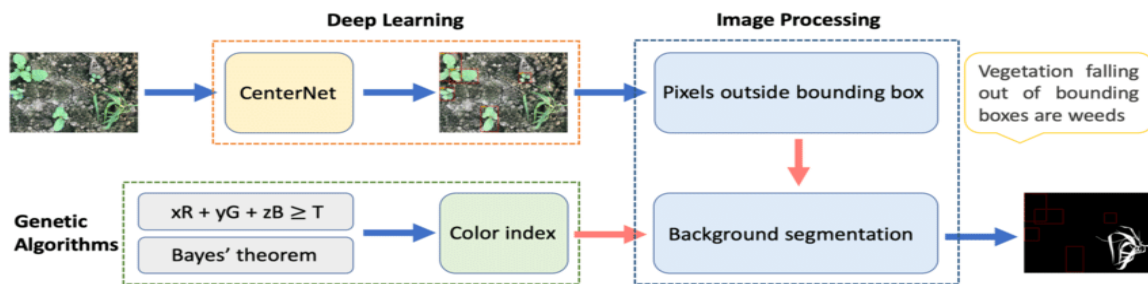 Deep Learning
Image Processing
CenterNet
Pixels outside bounding box
Vegetation falling
out of bounding
boxes are weeds
Genetic
Algorithms
xR + yG + zB ≥ T
Bayes' theorem
Color index
Background segmentation